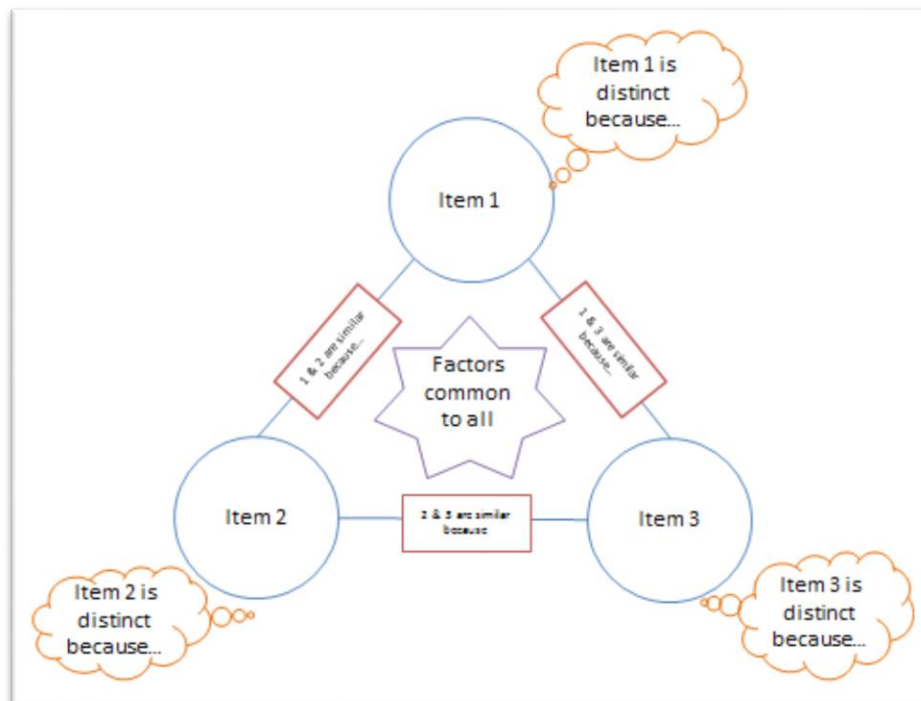 Item 1 is
distinct
because...
Item 1
1 & 2 are similar
because...
1 & 3 are similar
because...
Factors
common
to all
Item 2
2 & 3 are similar
because
Item 3
Item 2 is
distinct
because...
Item 3 is
distinct
because...